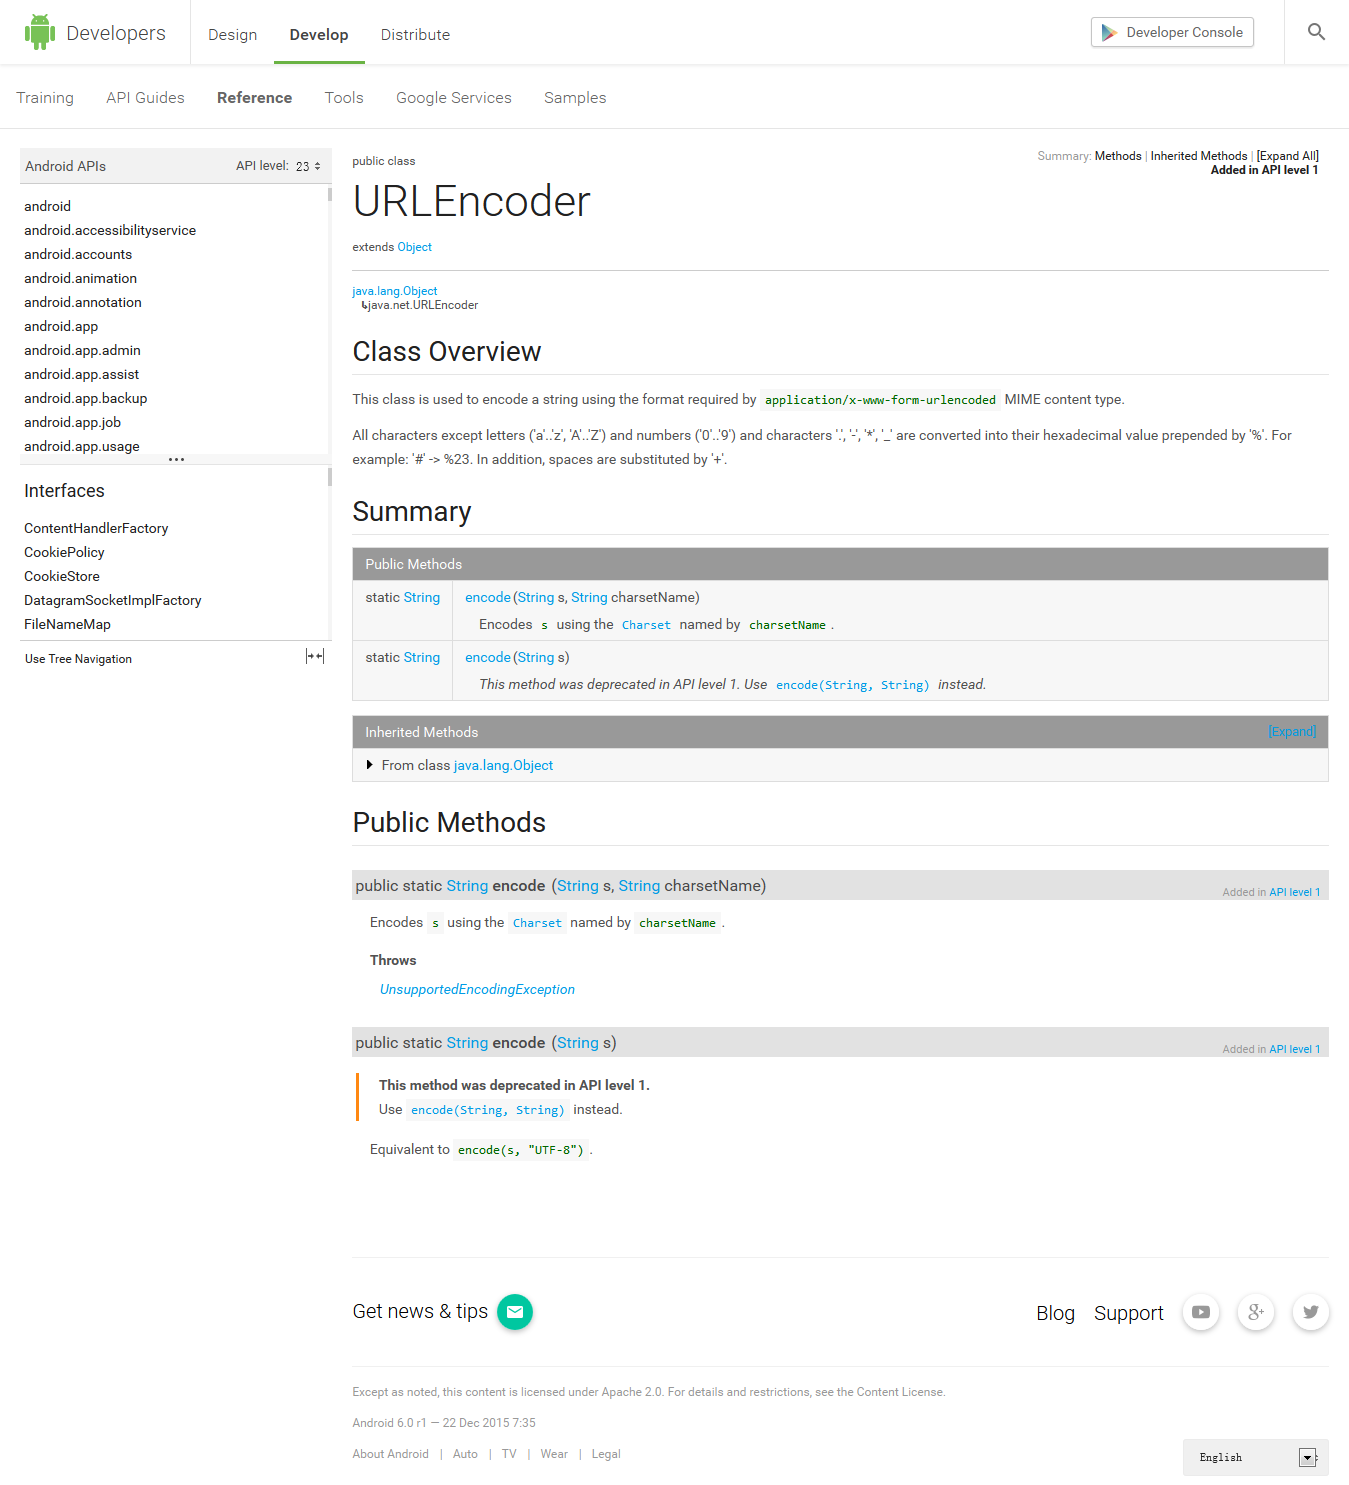 Developers
Design
Develop
Distribute
Developer Console
Training
API Guides
Reference
Tools
Google Services
Samples
Android APIs
API level: 23
android
android.accessibilityservice
android.accounts
android.animation
android.annotation
android.app
android.app.admin
android.app.assist
android.app.backup
android.app.job
android.app.usage
Interfaces
ContentHandlerFactory
CookiePolicy
CookieStore
DatagramSocketImplFactory
FileNameMap
Use Tree Navigation
Summary: Methods | Inherited Methods | [Expand All]
Added in API level 1
public class
URLEncoder
extends Object
java.lang.Object
↳java.net.URLEncoder
Class Overview
This class is used to encode a string using the format required by application/x-www-form-urlencoded MIME content type.
All characters except letters ('a'..'z', 'A'..'Z') and numbers ('0'..'9') and characters '.', '-', '*', '_' are converted into their hexadecimal value prepended by '%'. For
example: '#' -> %23. In addition, spaces are substituted by '+'.
Summary
Public Methods
static String encode(String s, String charsetName)
Encodes s using the Charset named by charsetName.
static String encode(String s)
This method was deprecated in API level 1. Use encode(String, String) instead.
Inherited Methods [Expand]
From class java.lang.Object
Public Methods
public static String encode (String s, String charsetName)
Added in API level 1
Encodes s using the Charset named by charsetName.
Throws
UnsupportedEncodingException
public static String encode (String s)
Added in API level 1
This method was deprecated in API level 1.
Use encode(String, String) instead.
Equivalent to encode(s, "UTF-8").
Get news & tips
Blog Support
Except as noted, this content is licensed under Apache 2.0. For details and restrictions, see the Content License.
Android 6.0 r1 — 22 Dec 2015 7:35
About Android | Auto | TV | Wear | Legal
English